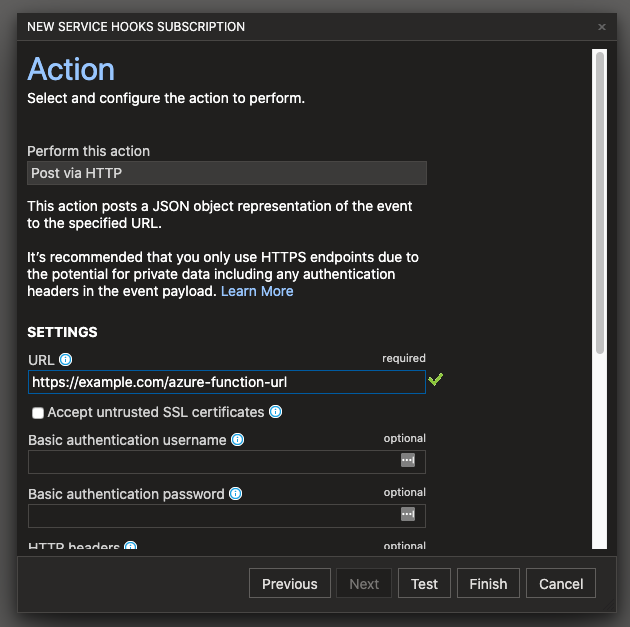 NEW SERVICE HOOKS SUBSCRIPTION
Action
Select and configure the action to perform.
Perform this action
Post via HTTP
This action posts a JSON object representation of the event
to the specified URL.
It's recommended that you only use HTTPS endpoints due to
the potential for private data including any authentication
headers in the event payload. Learn More
SETTINGS
URL required
https://example.com/azure-function-url
Accept untrusted SSL certificates
Basic authentication username optional
Basic authentication password optional
HTTP headers optional
Previous Next Test Finish Cancel